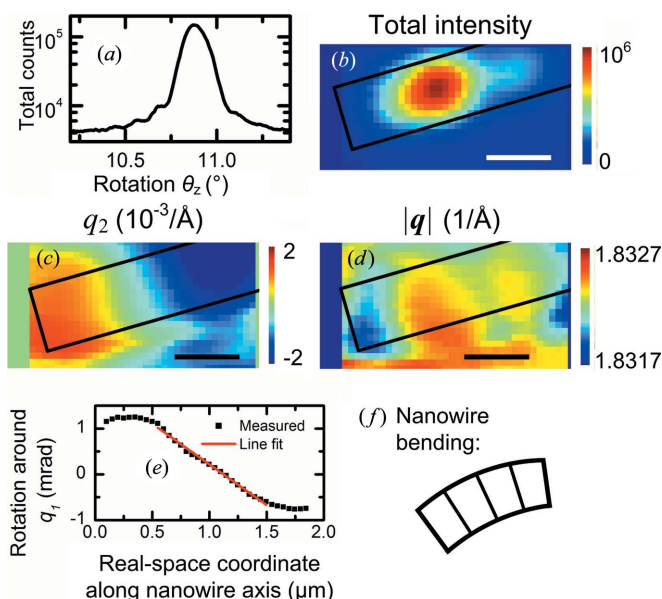 (a)
Total counts
10^5
10^4
10.5 11.0
Rotation θz (°)
Total intensity
(b)
10^6
0
q2 (10^-3/Å)
(c)
2
-2
|q| (1/Å)
(d)
1.8327
1.8317
Rotation around
q1 (mrad)
1
0
-1
Measured
Line fit
(e)
0.0 0.5 1.0 1.5 2.0
Real-space coordinate
along nanowire axis (μm)
(f) Nanowire
bending: